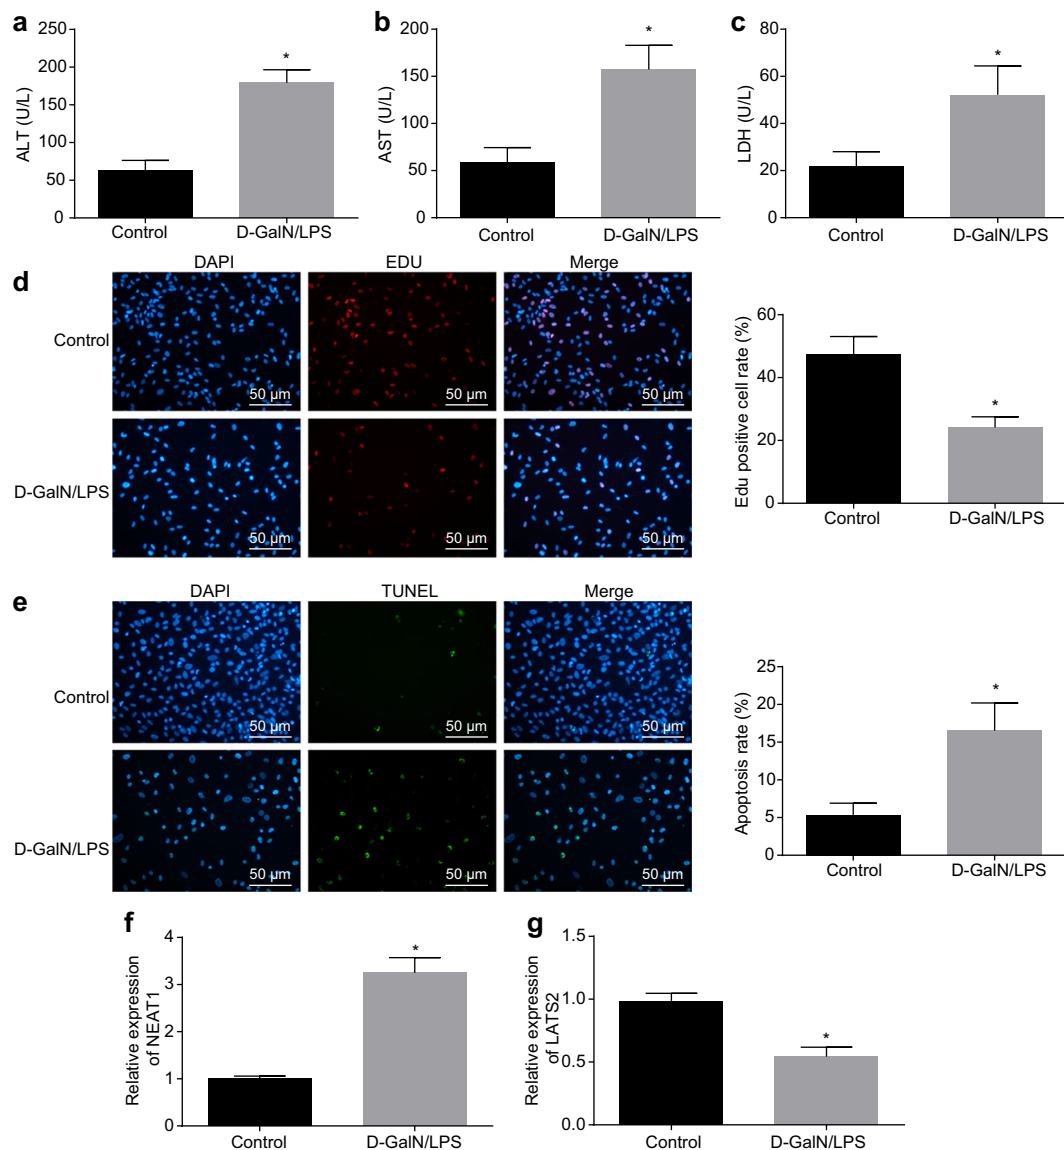 a
ALT (U/L)
250
200
150
100
50
0
*
Control
D-GalN/LPS
b
AST (U/L)
200
150
100
50
0
*
Control
D-GalN/LPS
c
LDH (U/L)
80
60
40
20
0
*
Control
D-GalN/LPS
d
DAPI
EDU
Merge
Control
50 µm
50 µm
50 µm
D-GalN/LPS
50 µm
50 µm
50 µm
Edu positive cell rate (%)
60
40
20
0
*
Control
D-GalN/LPS
e
DAPI
TUNEL
Merge
Control
50 µm
50 µm
50 µm
D-GalN/LPS
50 µm
50 µm
50 µm
Apoptosis rate (%)
25
20
15
10
5
0
*
Control
D-GalN/LPS
f
Relative expression
of NEAT1
4
3
2
1
0
*
Control
D-GalN/LPS
g
Relative expression
of LATS2
1.5
1.0
0.5
0.0
*
Control
D-GalN/LPS